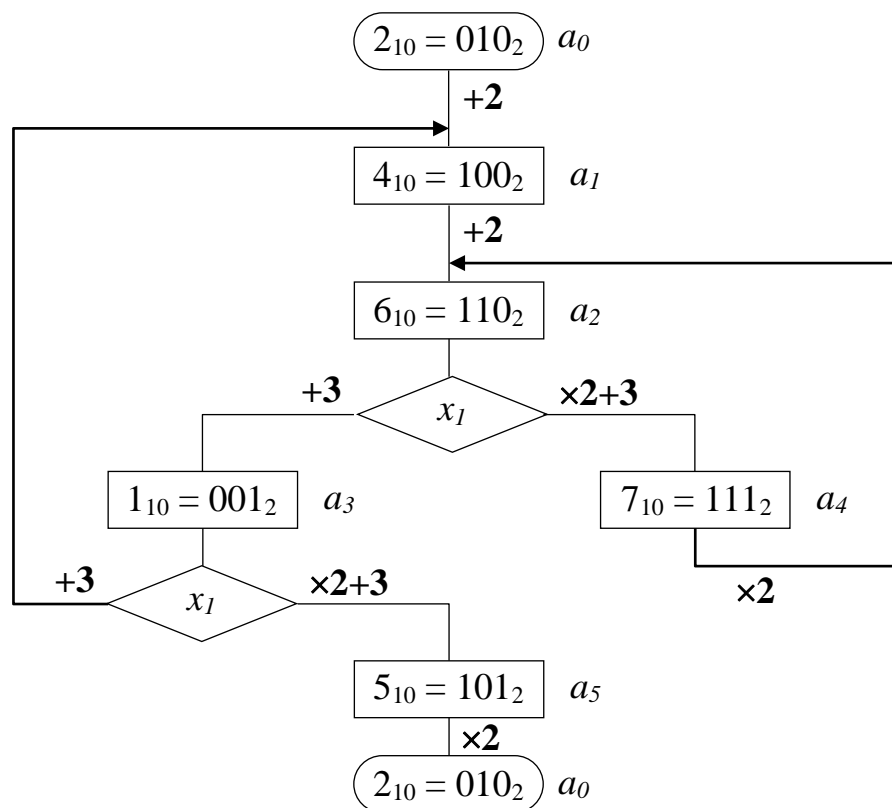 2₁₀ = 010₂ a₀
+2
4₁₀ = 100₂ a₁
+2
6₁₀ = 110₂ a₂
+3 x₁ ×2+3
1₁₀ = 001₂ a₃ 7₁₀ = 111₂ a₄
+3 x₁ ×2+3 ×2
5₁₀ = 101₂ a₅
×2
2₁₀ = 010₂ a₀